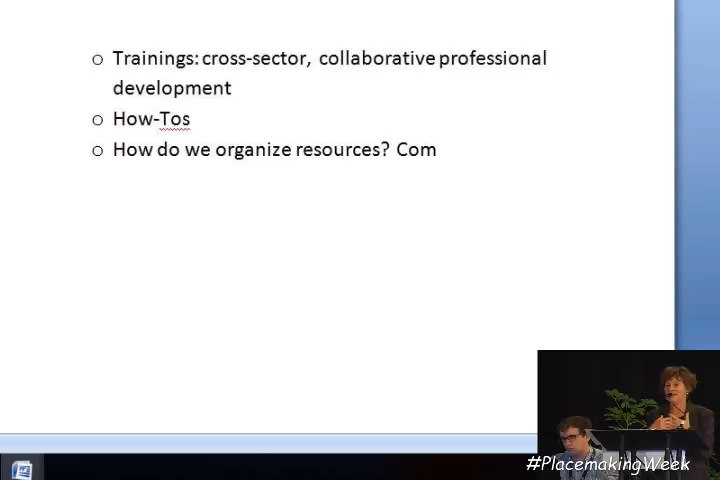 Trainings: cross-sector, collaborative professional
development
How-Tos
How do we organize resources? Com
#PlacemakingWeek